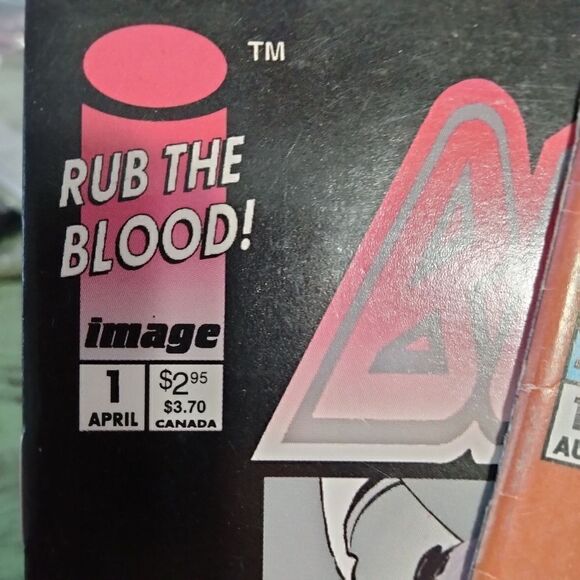 TM
RUB THE
BLOOD!
image
1
APRIL
$2.95
$3.70
CANADA